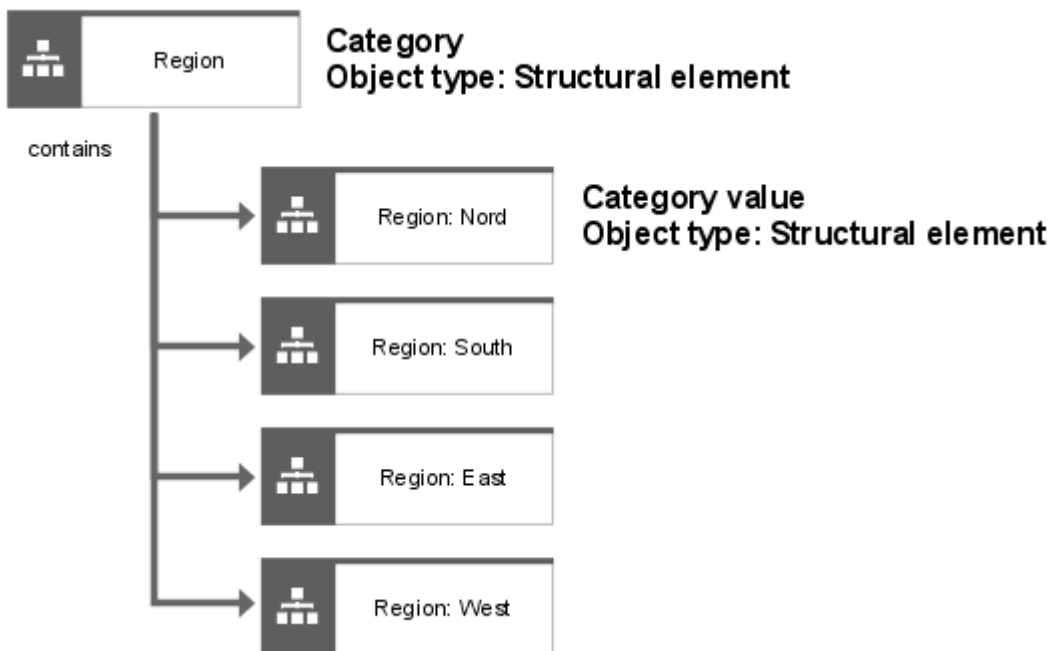 Region
Category
Object type: Structural element
contains
Region: Nord
Category value
Object type: Structural element
Region: South
Region: East
Region: West